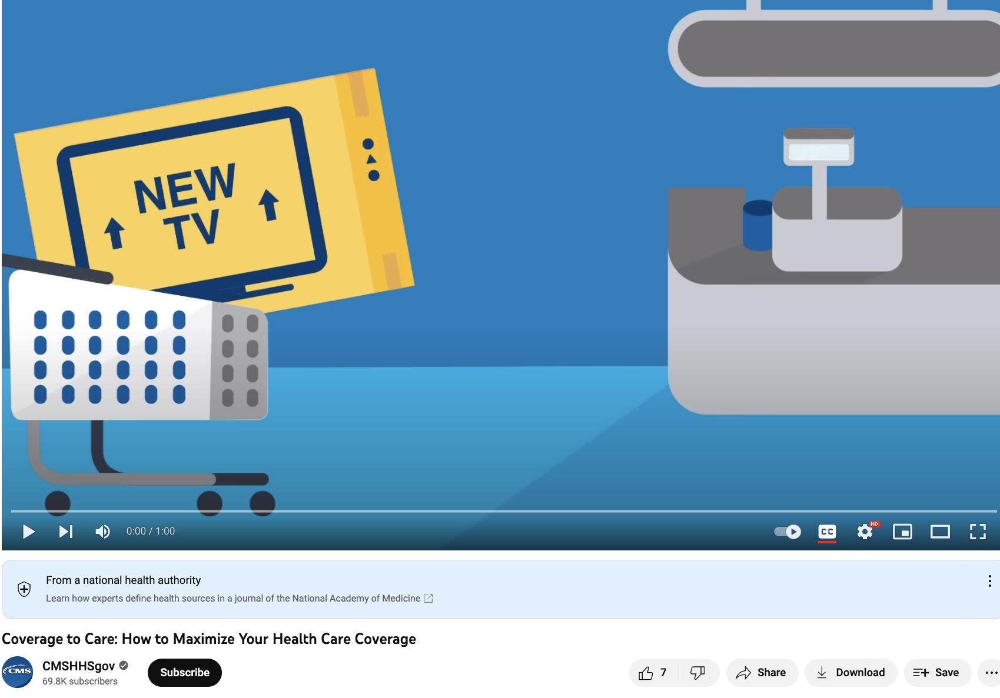 NEW
TV
0:00 / 1:00
CC
HD
From a national health authority
Learn how experts define health sources in a journal of the National Academy of Medicine
Coverage to Care: How to Maximize Your Health Care Coverage
CMS
CMSHHSgov
69.8K subscribers
Subscribe
7
Share
Download
Save